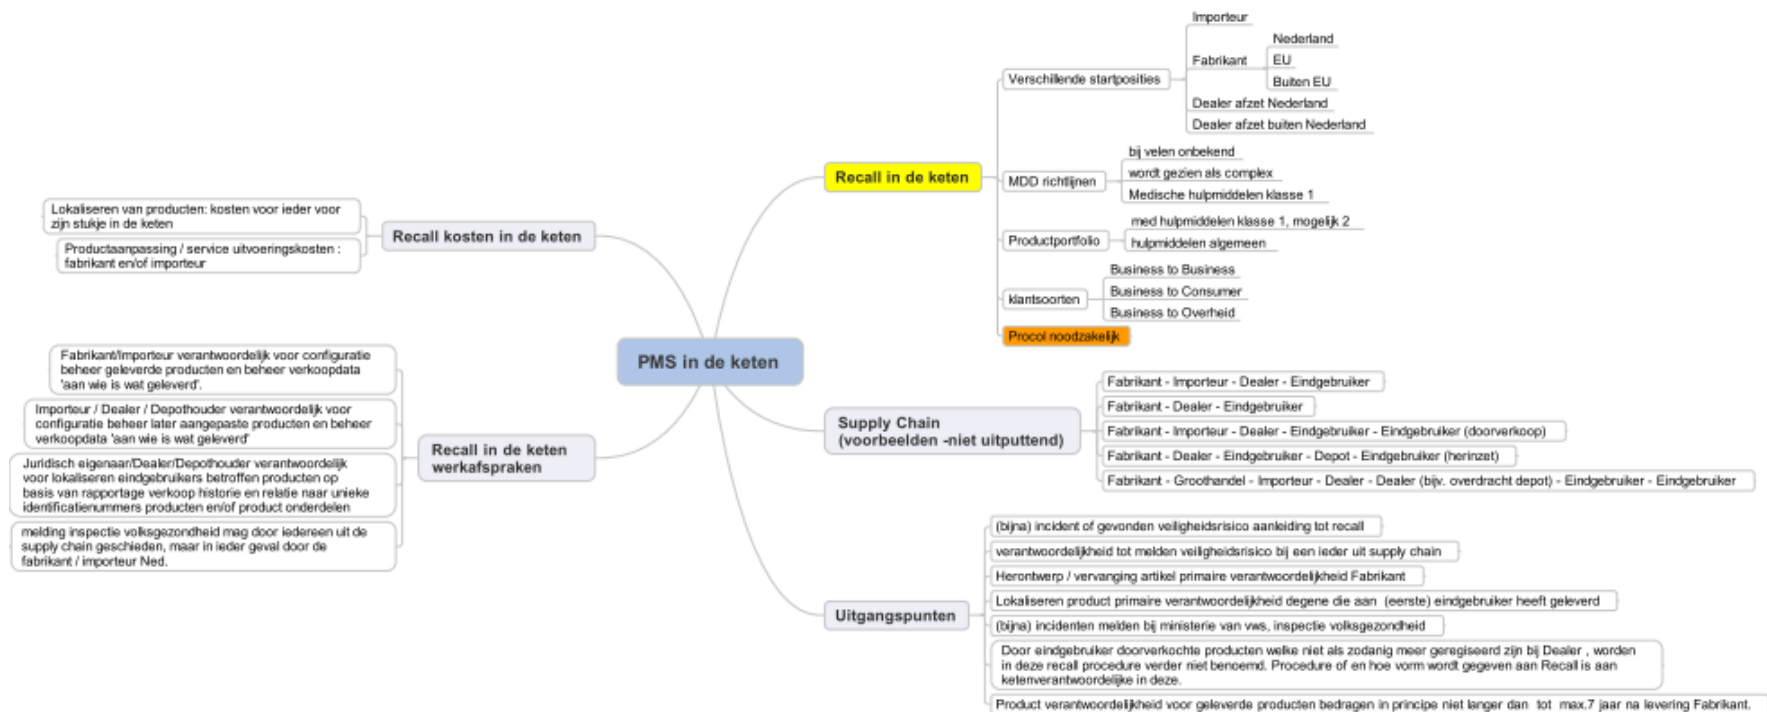 PMS in de keten
Recall in de keten
Verschillende startposities
Importeur
Fabrikant
Nederland
EU
Buiten EU
Dealer afzet Nederland
Dealer afzet buiten Nederland
MDD richtlijnen
bij velen onbekend
wordt gezien als complex
Medische hulpmiddelen klasse 1
Productportfolio
med hulpmiddelen klasse 1, mogelijk 2
hulpmiddelen algemeen
klantsoorten
Business to Business
Business to Consumer
Business to Overheid
Procol noodzakelijk
Supply Chain
(voorbeelden -niet uitputtend)
Fabrikant - Importeur - Dealer - Eindgebruiker
Fabrikant - Dealer - Eindgebruiker
Fabrikant - Importeur - Dealer - Eindgebruiker - Eindgebruiker (doorverkoop)
Fabrikant - Dealer - Eindgebruiker - Depot - Eindgebruiker (herinzet)
Fabrikant - Groothandel - Importeur - Dealer - Dealer (bijv. overdracht depot) - Eindgebruiker - Eindgebruiker
Uitgangspunten
(bijna) incident of gevonden veiligheidsrisico aanleiding tot recall
verantwoordelijkheid tot melden veiligheidsrisico bij een ieder uit supply chain
Herontwerp / vervanging artikel primaire verantwoordelijkheid Fabrikant
Lokaliseren product primaire verantwoordelijkheid degene die aan (eerste) eindgebruiker heeft geleverd
(bijna) incidenten melden bij ministerie van vws, inspectie volksgezondheid
Door eindgebruiker doorverkochte producten welke niet als zodanig meer geregiseerd zijn bij Dealer , worden
in deze recall procedure verder niet benoemd. Procedure of en hoe vorm wordt gegeven aan Recall is aan
ketenverantwoordelijke in deze.
Product verantwoordelijkheid voor geleverde producten bedragen in principe niet langer dan tot max.7 jaar na levering Fabrikant.
Recall kosten in de keten
Lokaliseren van producten: kosten voor ieder voor
zijn stukje in de keten
Productaanpassing / service uitvoeringskosten :
fabrikant en/of importeur
Recall in de keten
werkafspraken
Fabrikant/Importeur verantwoordelijk voor configuratie
beheer geleverde producten en beheer verkoopdata
'aan wie is wat geleverd'.
Importeur / Dealer / Depothouder verantwoordelijk voor
configuratie beheer later aangepaste producten en beheer
verkoopdata 'aan wie is wat geleverd'
Juridisch eigenaar/Dealer/Depothouder verantwoordelijk
voor lokaliseren eindgebruikers betroffen producten op
basis van rapportage verkoop historie en relatie naar unieke
identificatienummers producten en/of product onderdelen
melding inspectie volksgezondheid mag door iedereen uit de
supply chain geschieden, maar in ieder geval door de
fabrikant / importeur Ned.